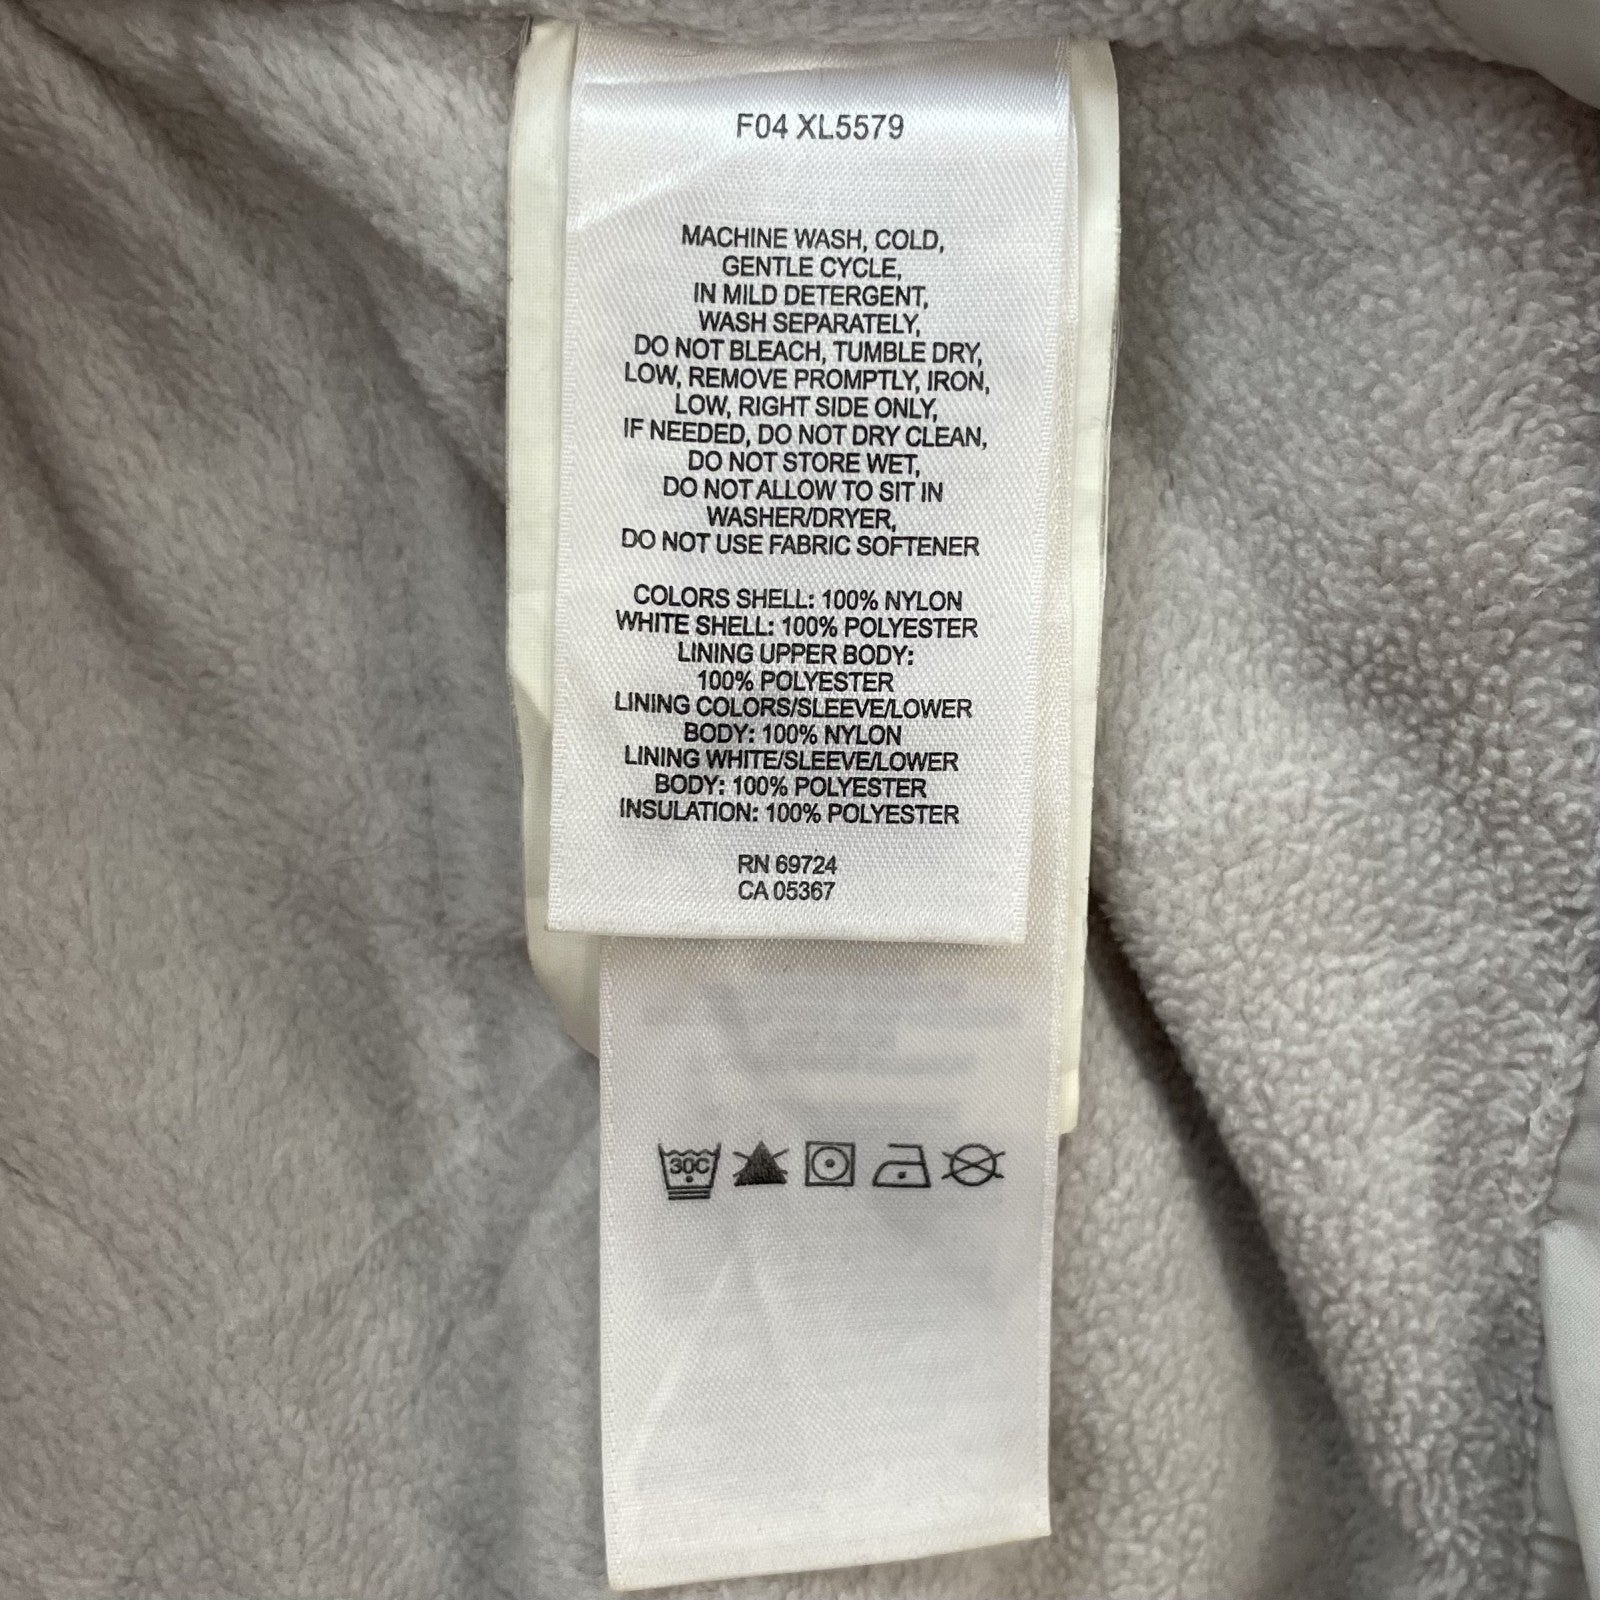 F04 XL5579
MACHINE WASH, COLD,
GENTLE CYCLE,
IN MILD DETERGENT,
WASH SEPARATELY,
DO NOT BLEACH, TUMBLE DRY,
LOW, REMOVE PROMPTLY, IRON,
LOW, RIGHT SIDE ONLY,
IF NEEDED, DO NOT DRY CLEAN,
DO NOT STORE WET,
DO NOT ALLOW TO SIT IN
WASHER/DRYER,
DO NOT USE FABRIC SOFTENER
COLORS SHELL: 100% NYLON
WHITE SHELL: 100% POLYESTER
LINING UPPER BODY:
100% POLYESTER
LINING COLORS/SLEEVE/LOWER
BODY: 100% NYLON
LINING WHITE/SLEEVE/LOWER
BODY: 100% POLYESTER
INSULATION: 100% POLYESTER
RN 69724
CA 05367
30C